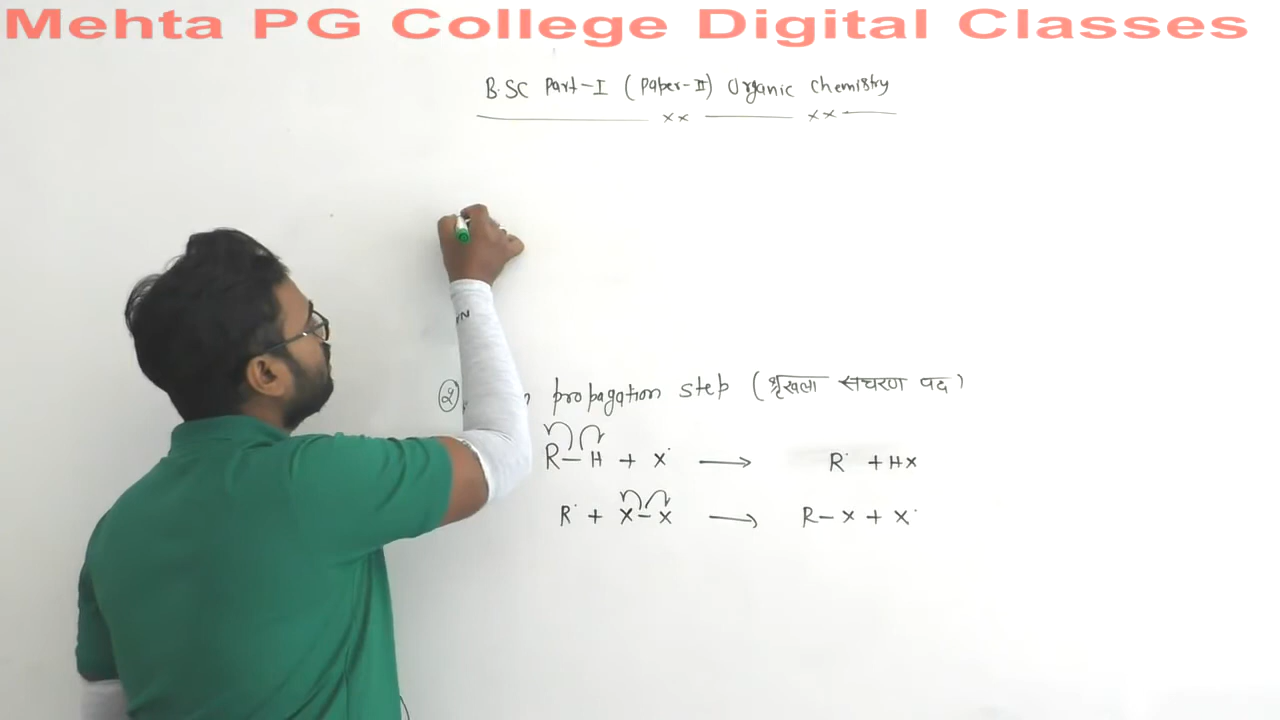 Mehta PG College Digital Classes
B.SC Part-I (Paper-II) Organic Chemistry
xx xx
② n propagation step (श्रृंखला संचरण पद)
R-H + X˙ ⟶ R˙ + HX
R˙ + X-X ⟶ R-X + X˙